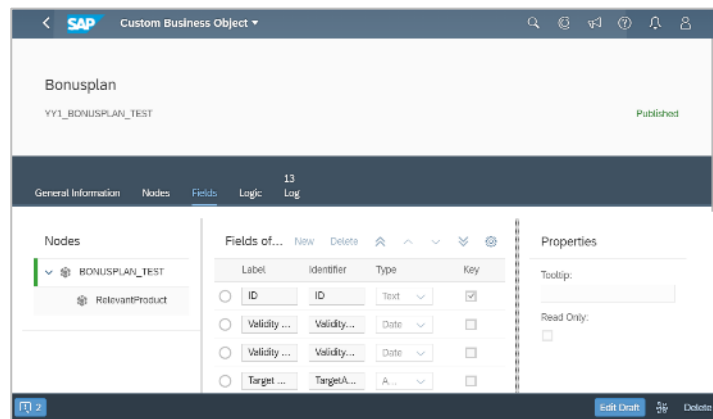 SAP Custom Business Object
Bonusplan
YY1_BONUSPLAN_TEST
Published
13
General Information Nodes Fields Logic Log
Nodes
BONUSPLAN_TEST
RelevantProduct
Fields of... New Delete
Label Identifier Type Key
ID ID Text
Validity ... Validity... Date
Validity ... Validity... Date
Target ... TargetA... A...
Properties
Tooltip:
Read Only:
2
Edit Draft Delete